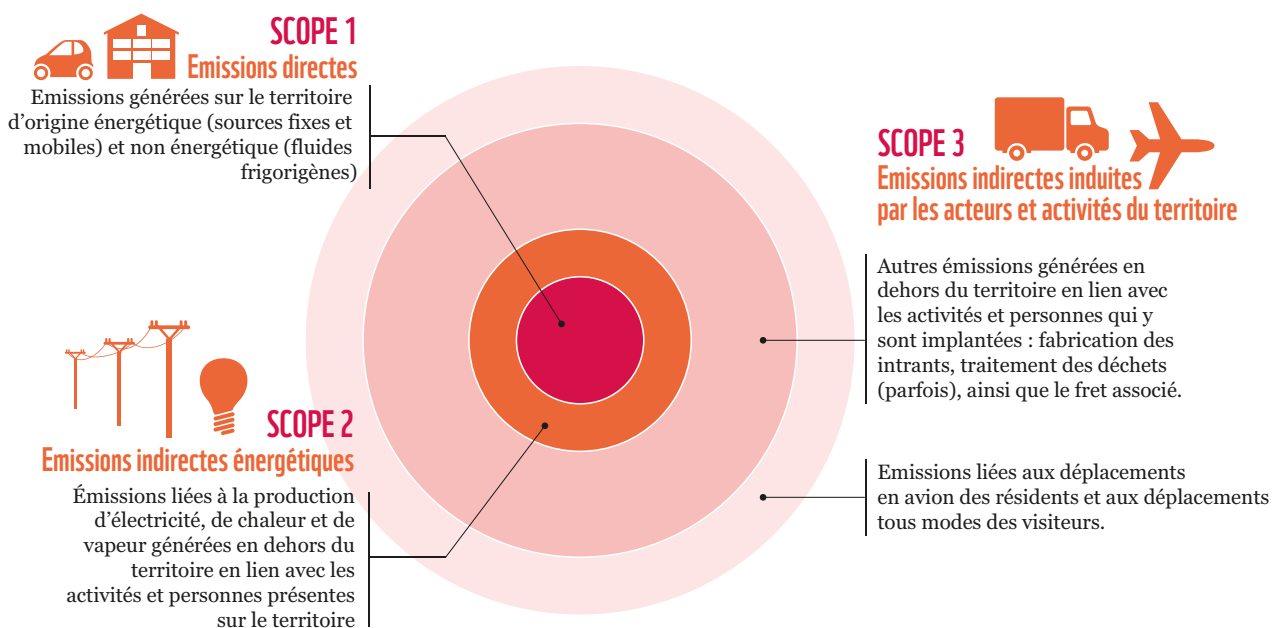 SCOPE 1
Emissions directes
Emissions générées sur le territoire
d'origine énergétique (sources fixes et
mobiles) et non énergétique (fluides
frigorigènes)
SCOPE 2
Emissions indirectes énergétiques
Émissions liées à la production
d'électricité, de chaleur et de
vapeur générées en dehors du
territoire en lien avec les
activités et personnes présentes
sur le territoire
SCOPE 3
Emissions indirectes induites
par les acteurs et activités du territoire
Autres émissions générées en
dehors du territoire en lien avec
les activités et personnes qui y
sont implantées : fabrication des
intrants, traitement des déchets
(parfois), ainsi que le fret associé.
Emissions liées aux déplacements
en avion des résidents et aux déplacements
tous modes des visiteurs.